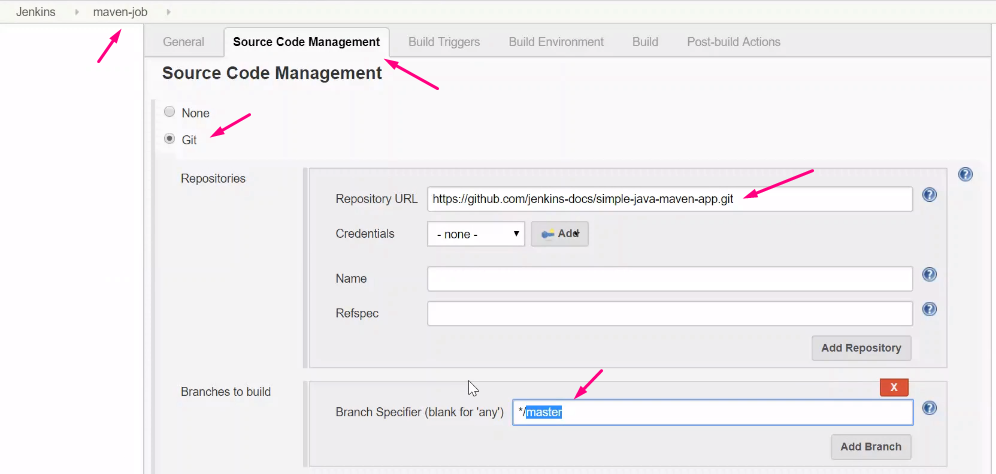 Jenkins maven-job
General Source Code Management Build Triggers Build Environment Build Post-build Actions
Source Code Management
None
Git
Repositories
Repository URL https://github.com/jenkins-docs/simple-java-maven-app.git
Credentials - none - Add
Name
Refspec
Add Repository
Branches to build
X
Branch Specifier (blank for 'any') */master
Add Branch